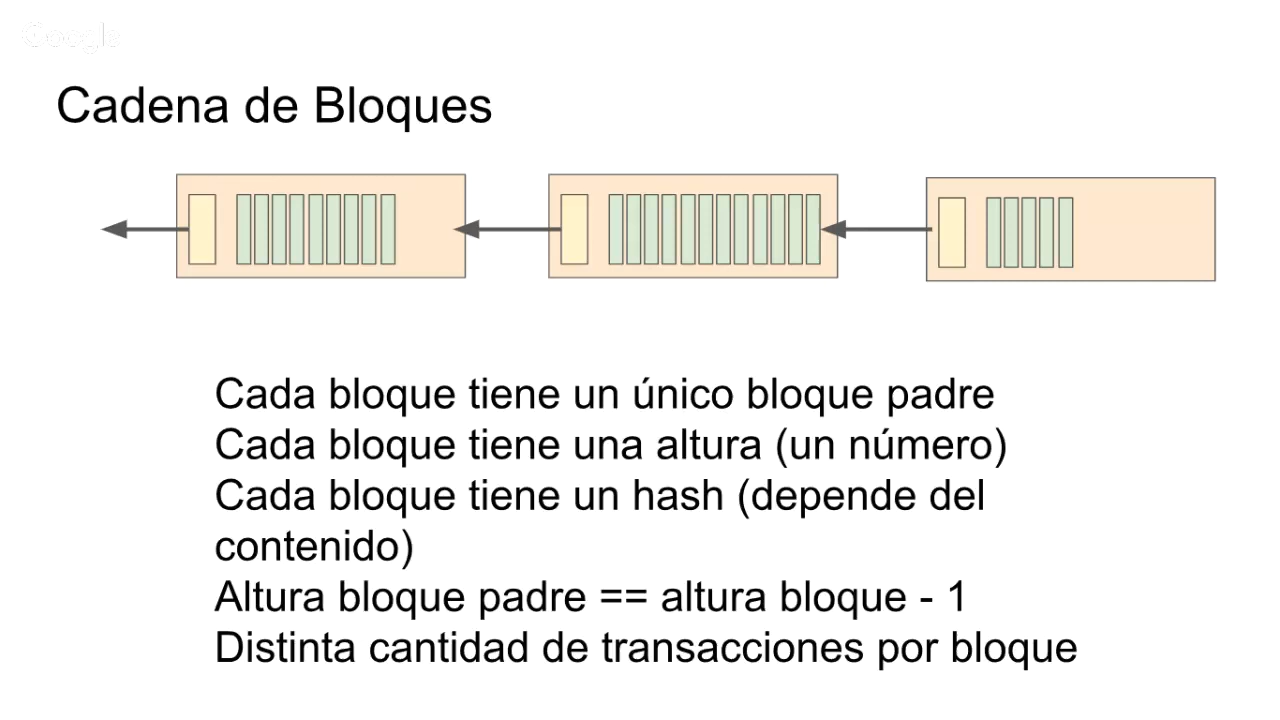 Google
Cadena de Bloques
Cada bloque tiene un único bloque padre
Cada bloque tiene una altura (un número)
Cada bloque tiene un hash (depende del
contenido)
Altura bloque padre == altura bloque - 1
Distinta cantidad de transacciones por bloque